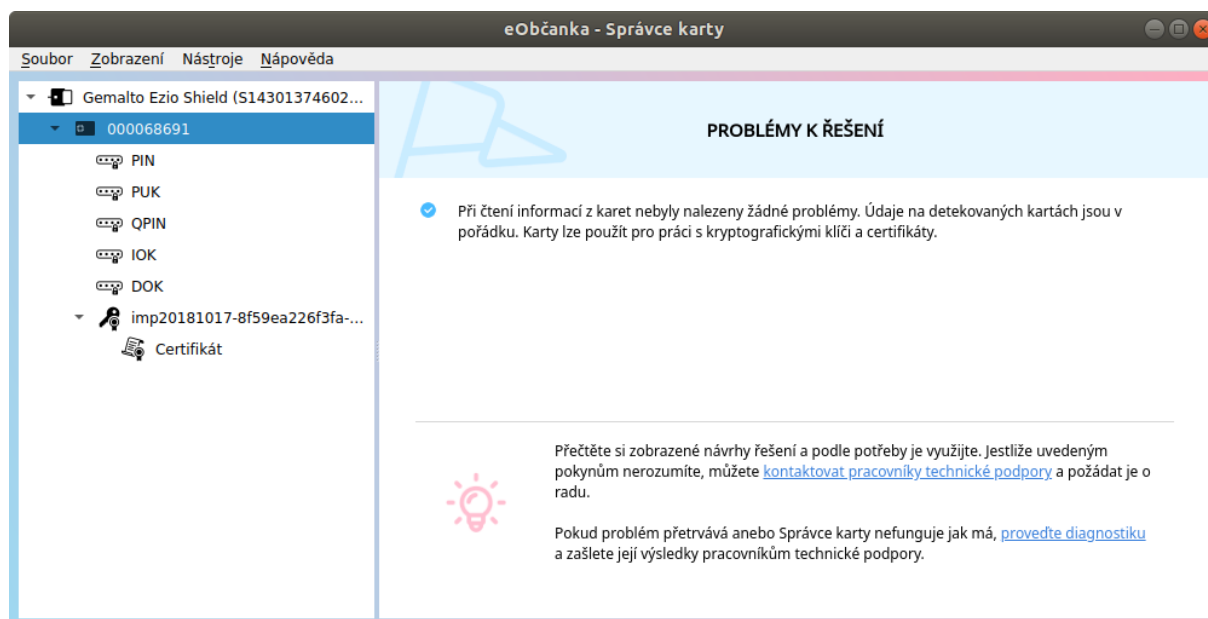 eObčanka - Správce karty
Soubor Zobrazení Nástroje Nápověda
Gemalto Ezio Shield (S14301374602...
000068691
PIN
PUK
QPIN
IOK
DOK
imp20181017-8f59ea226f3fa-...
Certifikát
PROBLÉMY K ŘEŠENÍ
Při čtení informací z karet nebyly nalezeny žádné problémy. Údaje na detekovaných kartách jsou v
pořádku. Karty lze použít pro práci s kryptografickými klíči a certifikáty.
Přečtěte si zobrazené návrhy řešení a podle potřeby je využijte. Jestliže uvedeným
pokynům nerozumíte, můžete kontaktovat pracovníky technické podpory a požádat je o
radu.
Pokud problém přetrvává anebo Správce karty nefunguje jak má, proveďte diagnostiku
a zašlete její výsledky pracovníkům technické podpory.